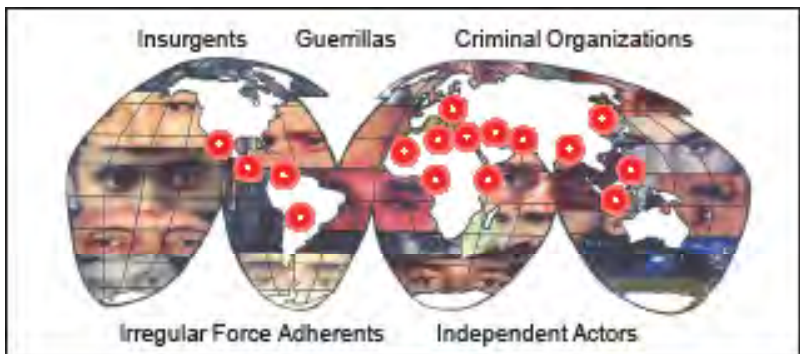 Insurgents Guerrillas Criminal Organizations
Irregular Force Adherents Independent Actors